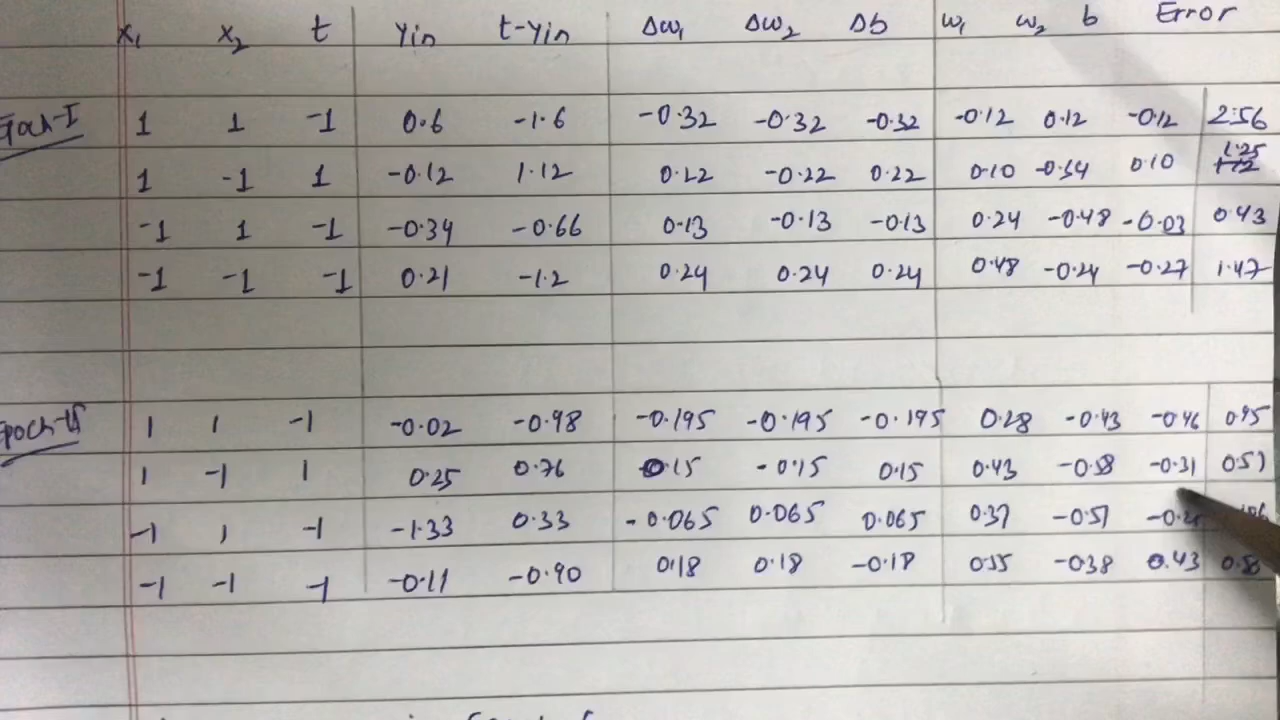 x₁ x₂ t yin t-yin Δw₁ Δw₂ Δb w₁ w₂ b Error
Epoch-I 1 1 -1 0.6 -1.6 -0.32 -0.32 -0.32 -0.12 0.12 -0.12 2.56
1 -1 1 -0.12 1.12 0.22 -0.22 0.22 0.10 -0.34 0.10 1.25
-1 1 -1 -0.34 -0.66 0.13 -0.13 -0.13 0.24 -0.48 -0.03 0.43
-1 -1 -1 0.21 -1.2 0.24 0.24 0.24 0.48 -0.24 -0.27 1.47
1 1 -1 -0.02 -0.98 -0.195 -0.195 -0.195 0.28 -0.43 -0.46 0.95
1 -1 1 0.25 0.76 0.15 -0.15 0.15 0.43 -0.58 -0.31 0.57
-1 1 -1 -1.33 0.33 -0.065 0.065 0.065 0.37 -0.51
-1 -1 -1 -0.11 -0.90 0.18 0.18 -0.18 0.55 -0.38 0.43